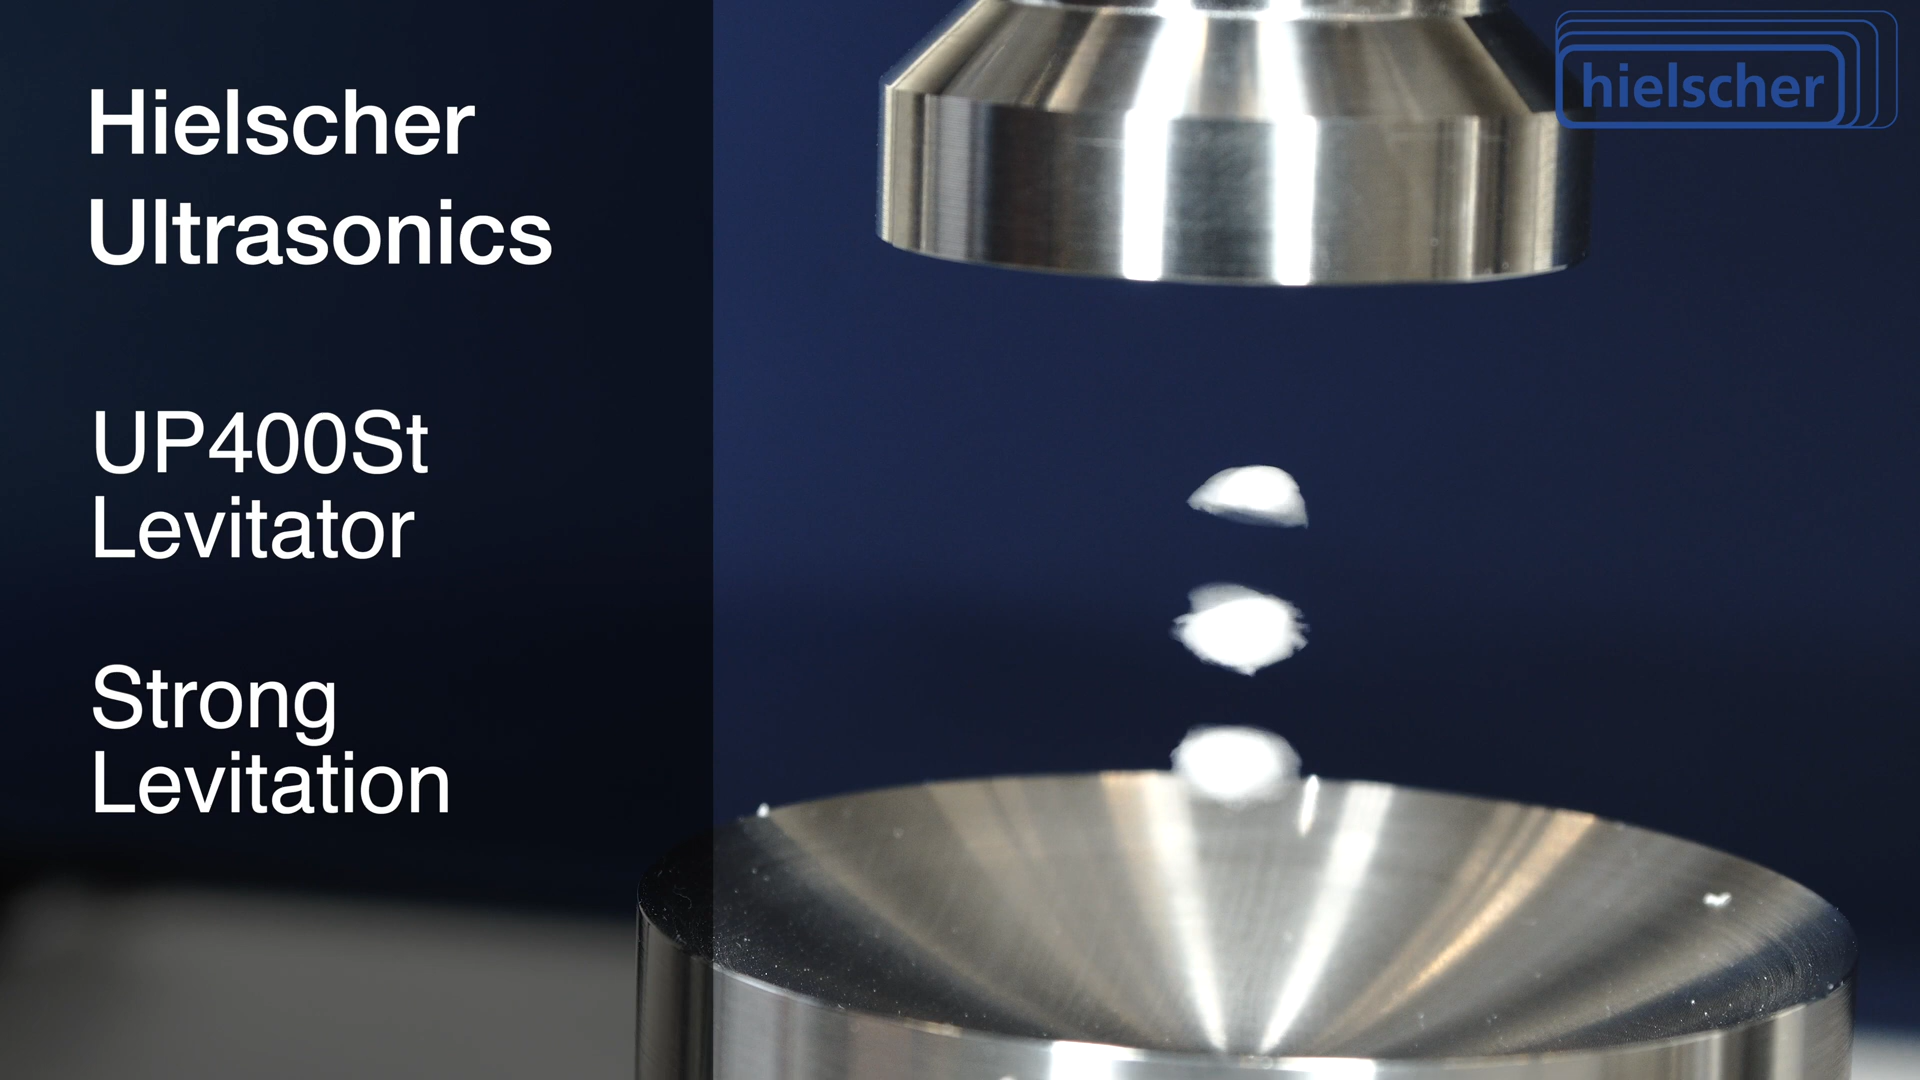 Hielscher
Ultrasonics
UP400St
Levitator
Strong
Levitation
hielscher